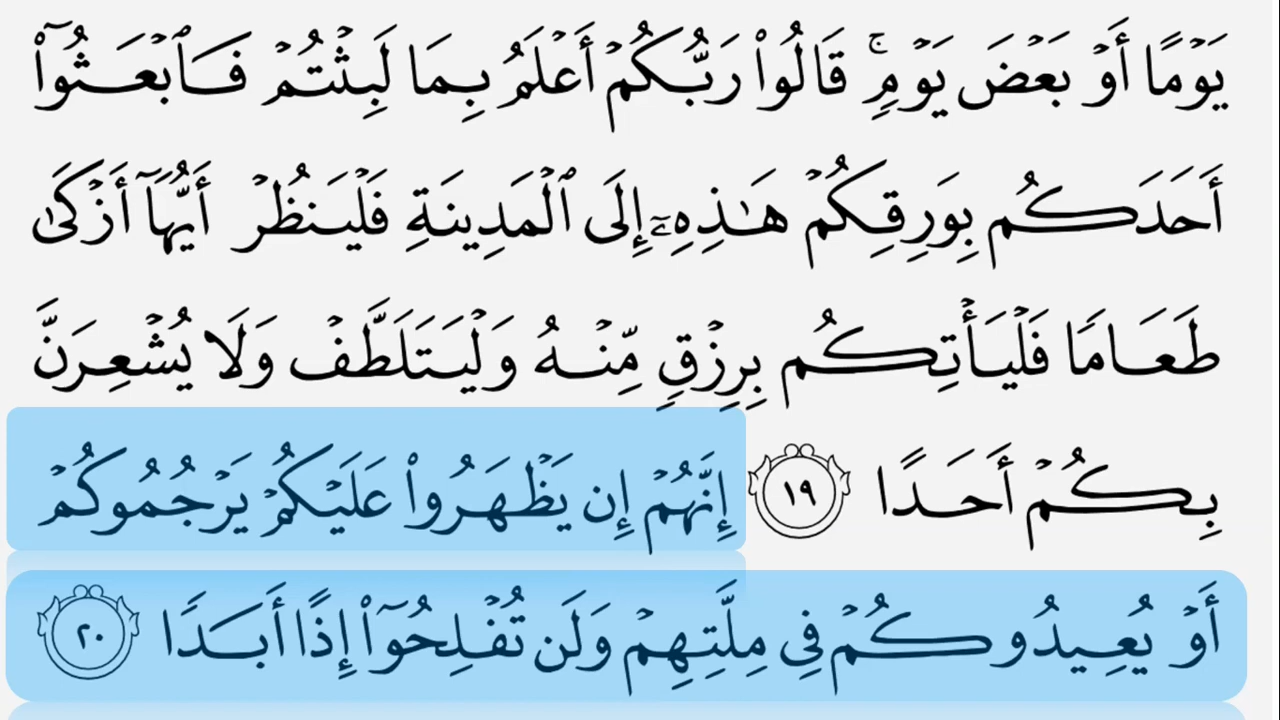 يَوۡمًا أَوۡ بَعۡضَ يَوۡمٖۚ قَالُواْ رَبُّكُمۡ أَعۡلَمُ بِمَا لَبِثۡتُمۡ فَٱبۡعَثُوٓاْ
أَحَدَكُم بِوَرِقِكُمۡ هَٰذِهِۦٓ إِلَى ٱلۡمَدِينَةِ فَلۡيَنظُرۡ أَيُّهَآ أَزۡكَىٰ
طَعَامٗا فَلۡيَأۡتِكُم بِرِزۡقٖ مِّنۡهُ وَلۡيَتَلَطَّفۡ وَلَا يُشۡعِرَنَّ
بِكُمۡ أَحَدًا ١٩ إِنَّهُمۡ إِن يَظۡهَرُواْ عَلَيۡكُمۡ يَرۡجُمُوكُمۡ
أَوۡ يُعِيدُوكُمۡ فِي مِلَّتِهِمۡ وَلَن تُفۡلِحُوٓاْ إِذًا أَبَدٗا ٢٠